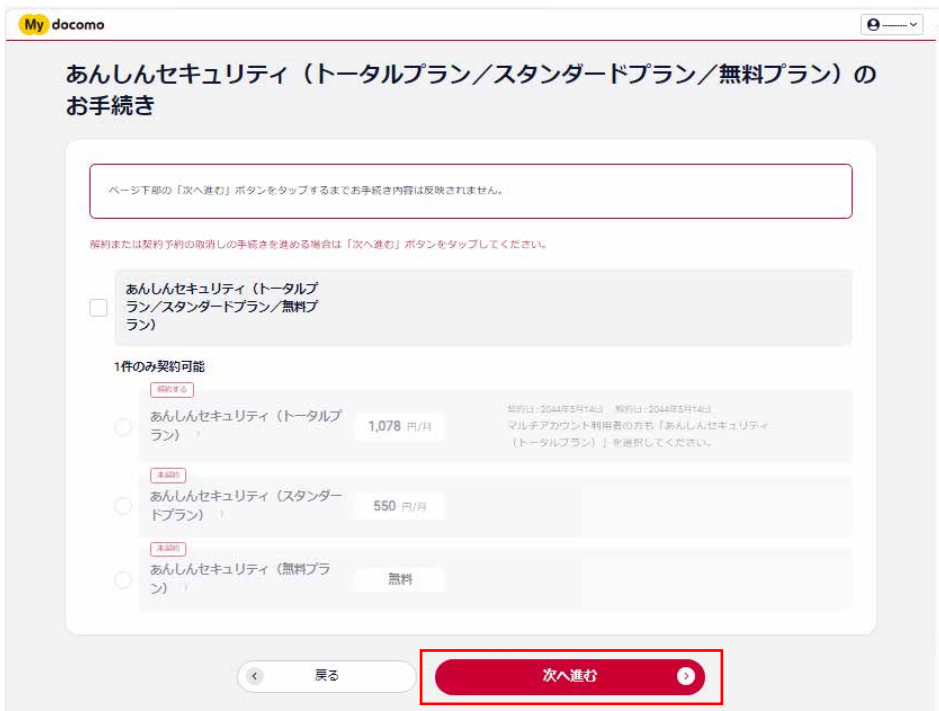 My docomo
あんしんセキュリティ（トータルプラン／スタンダードプラン／無料プラン）の
お手続き
ページ下部の「次へ進む」ボタンをタップするまでお手続き内容は反映されません。
解約または契約予約の取消しの手続きを進める場合は「次へ進む」ボタンをタップしてください。
あんしんセキュリティ（トータルプ
ラン／スタンダードプラン／無料プ
ラン）
1件のみ契約可能
解約する
あんしんセキュリティ（トータルプ
ラン）
1,078 円/月
契約日：2044年5月14日 解約日：2044年5月14日
マルチアカウント利用者の方も「あんしんセキュリティ
（トータルプラン）」を選択してください。
未契約
あんしんセキュリティ（スタンダー
ドプラン）
550 円/月
未契約
あんしんセキュリティ（無料プラ
ン）
無料
戻る
次へ進む